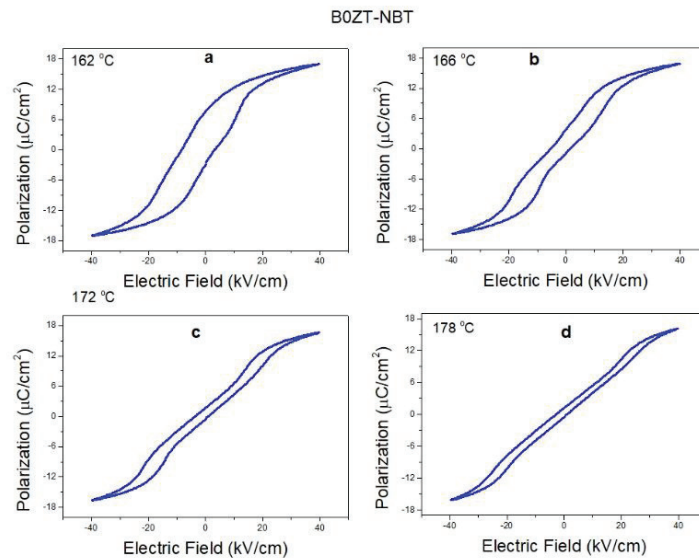 B0ZT-NBT
162 °C
a
18
12
6
0
-6
-12
-18
Polarization (μC/cm²)
-40 -20 0 20 40
Electric Field (kV/cm)
166 °C
b
18
12
6
0
-6
-12
-18
Polarization (μC/cm²)
-40 -20 0 20 40
Electric Field (kV/cm)
172 °C
c
18
12
6
0
-6
-12
-18
Polarization (μC/cm²)
-40 -20 0 20 40
Electric Field (kV/cm)
178 °C
d
18
12
6
0
-6
-12
-18
Polarization (μC/cm²)
-40 -20 0 20 40
Electric Field (kV/cm)